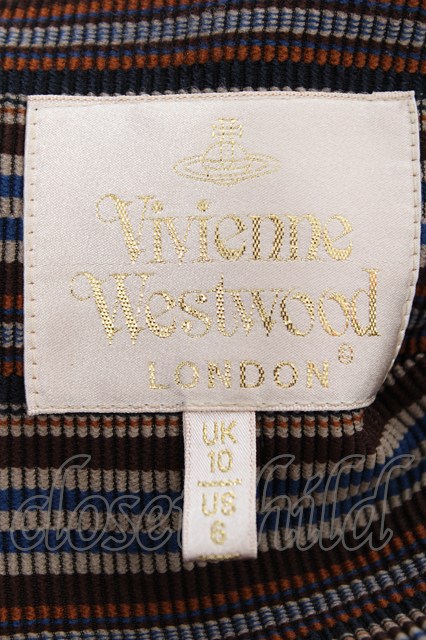 Vivienne
Westwood
LONDON®
UK
10
US
6
closet child